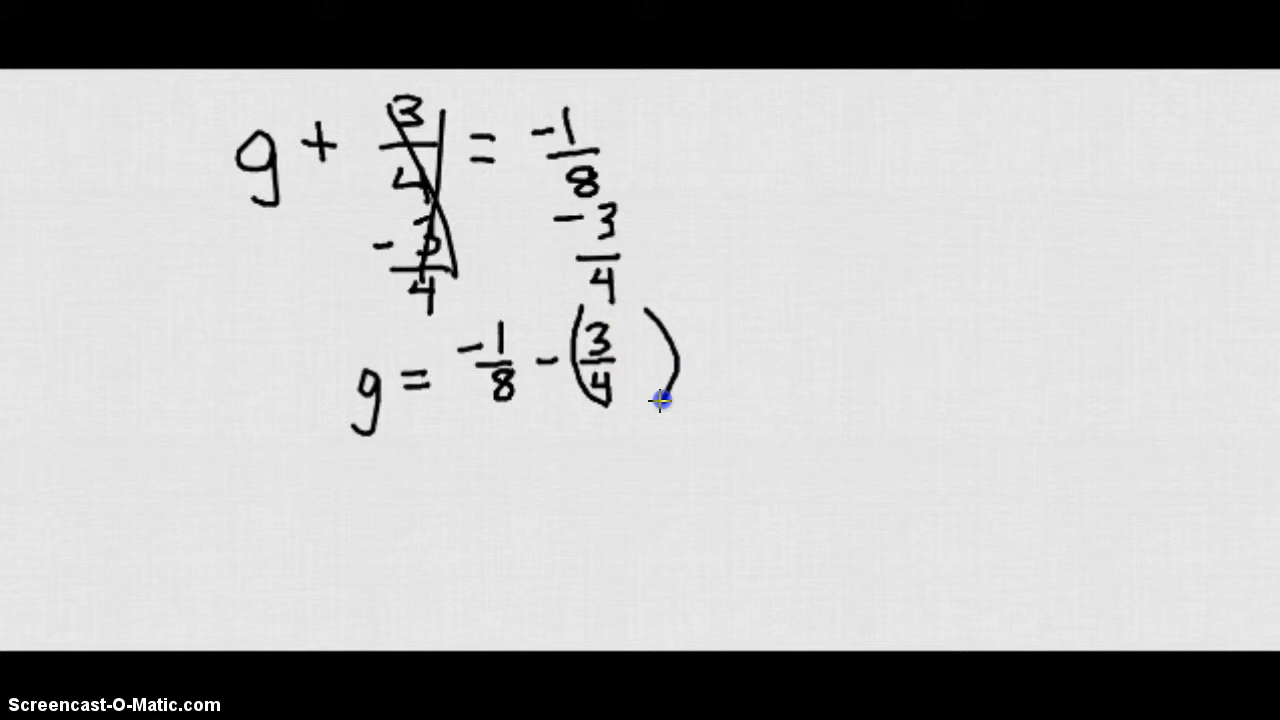 g + 3/4 = -1/8
- 3/4 - 3/4
g = -1/8 - (3/4 )
Screencast-O-Matic.com